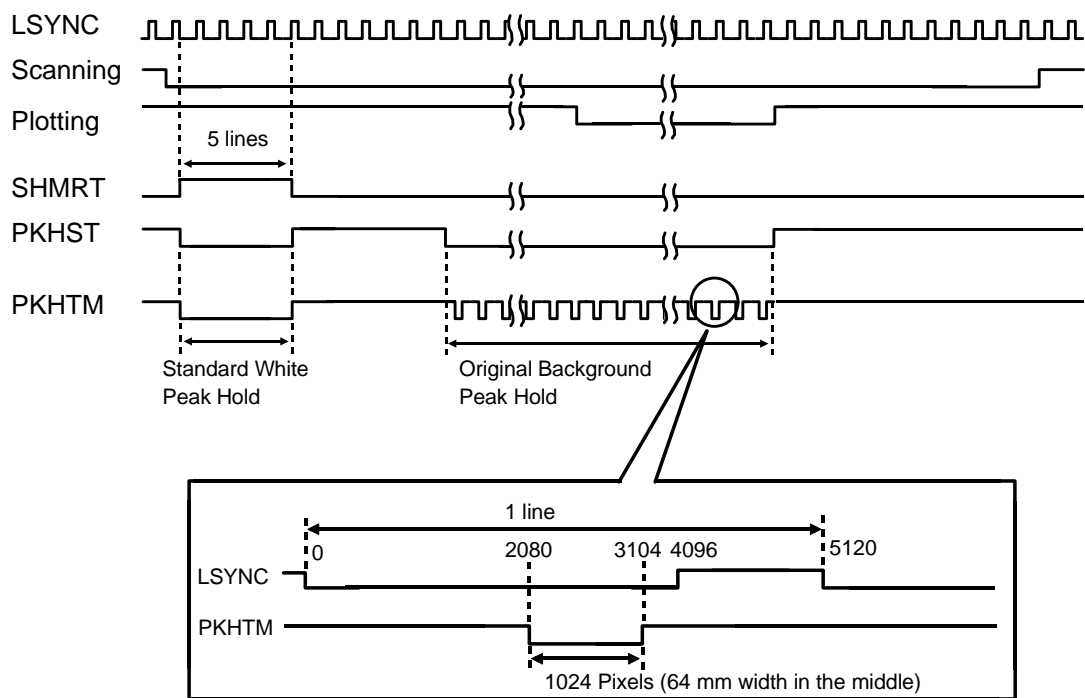 LSYNC
Scanning
Plotting
5 lines
SHMRT
PKHST
PKHTM
Standard White
Peak Hold
Original Background
Peak Hold
1 line
0
2080
3104
4096
5120
LSYNC
PKHTM
1024 Pixels (64 mm width in the middle)